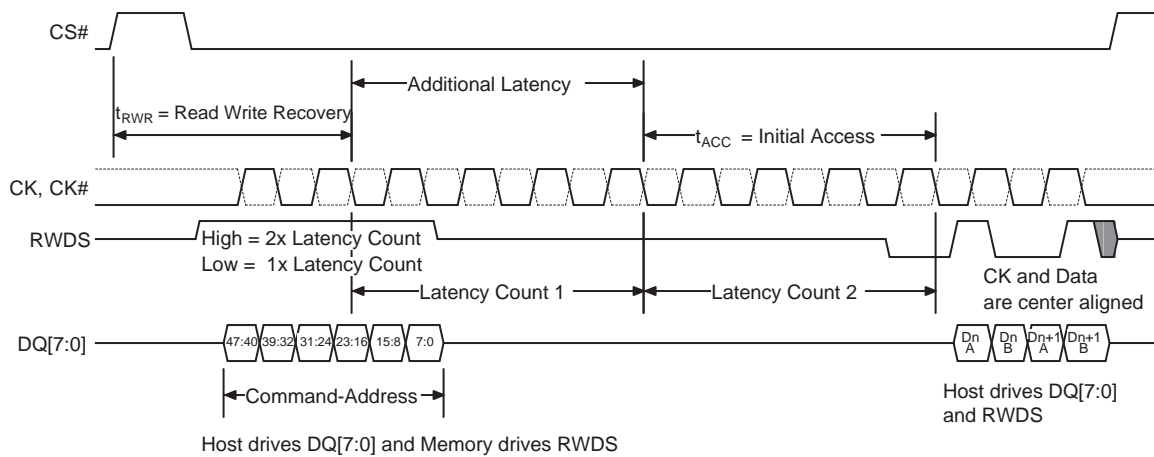 CS#
Additional Latency
tRWR = Read Write Recovery
tACC = Initial Access
CK, CK#
RWDS
High = 2x Latency Count
Low = 1x Latency Count
CK and Data
are center aligned
Latency Count 1
Latency Count 2
DQ[7:0]
47:40
39:32
31:24
23:16
15:8
7:0
Dn
A
Dn
B
Dn+1
A
Dn+1
B
Command-Address
Host drives DQ[7:0]
and RWDS
Host drives DQ[7:0] and Memory drives RWDS